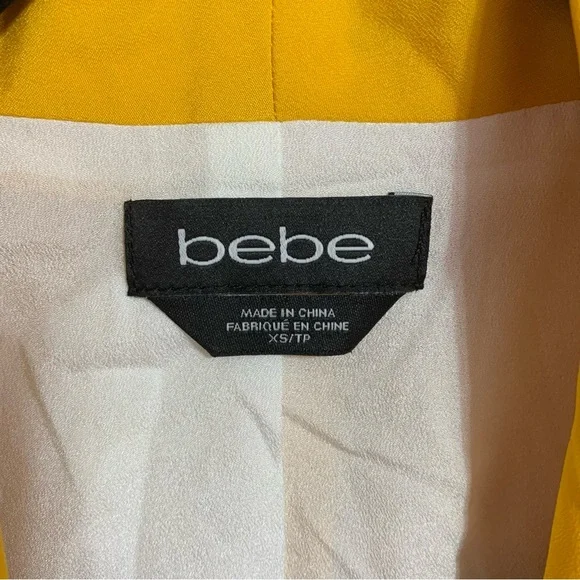 bebe
MADE IN CHINA
FABRIQUÉ EN CHINE
XS/TP